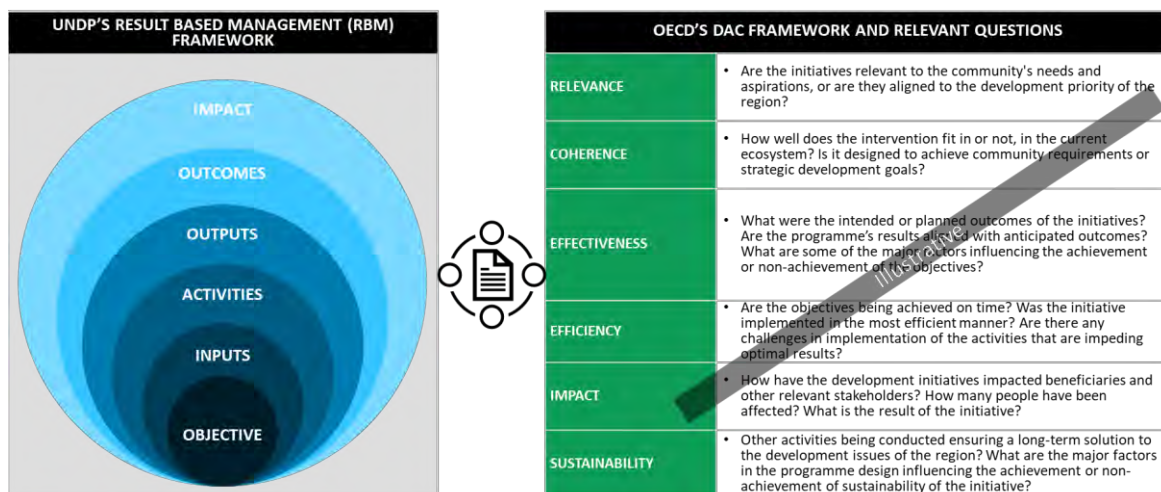 UNDP'S RESULT BASED MANAGEMENT (RBM)
FRAMEWORK
IMPACT
OUTCOMES
OUTPUTS
ACTIVITIES
INPUTS
OBJECTIVE
OECD'S DAC FRAMEWORK AND RELEVANT QUESTIONS
RELEVANCE
• Are the initiatives relevant to the community's needs and
aspirations, or are they aligned to the development priority of the
region?
COHERENCE
• How well does the intervention fit in or not, in the current
ecosystem? Is it designed to achieve community requirements or
strategic development goals?
EFFECTIVENESS
• What were the intended or planned outcomes of the initiatives?
Are the programme's results aligned with anticipated outcomes?
What are some of the major factors influencing the achievement
or non-achievement of the objectives?
EFFICIENCY
• Are the objectives being achieved on time? Was the initiative
implemented in the most efficient manner? Are there any
challenges in implementation of the activities that are impeding
optimal results?
IMPACT
• How have the development initiatives impacted beneficiaries and
other relevant stakeholders? How many people have been
affected? What is the result of the initiative?
SUSTAINABILITY
• Other activities being conducted ensuring a long-term solution to
the development issues of the region? What are the major factors
in the programme design influencing the achievement or non-
achievement of sustainability of the initiative?
Illustrative